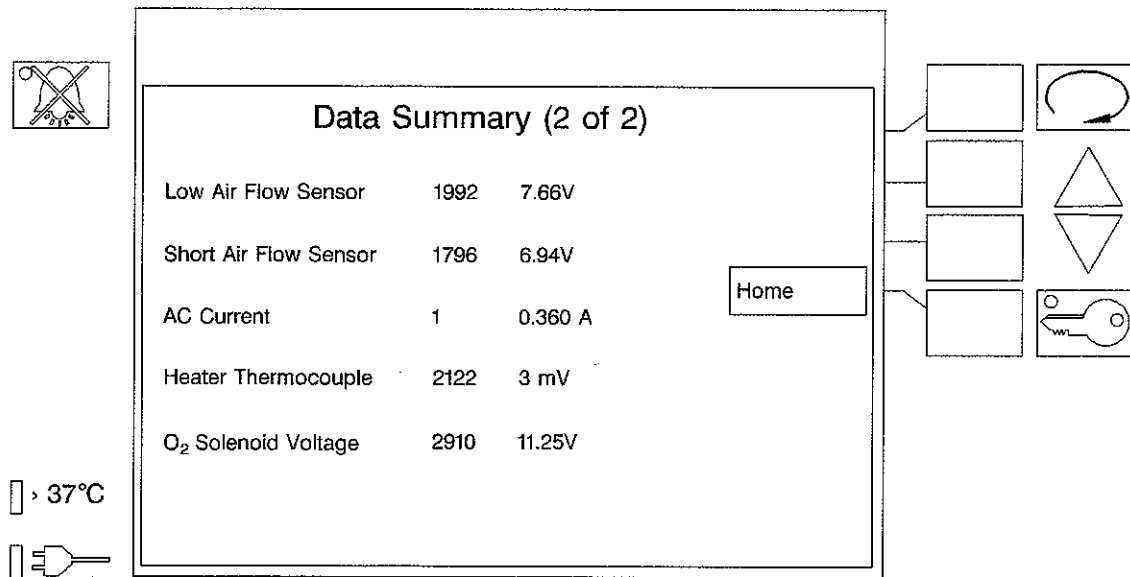 Data Summary (2 of 2)
Low Air Flow Sensor 1992 7.66V
Short Air Flow Sensor 1796 6.94V
Home
AC Current 1 0.360 A
Heater Thermocouple 2122 3 mV
O₂ Solenoid Voltage 2910 11.25V
› 37°C